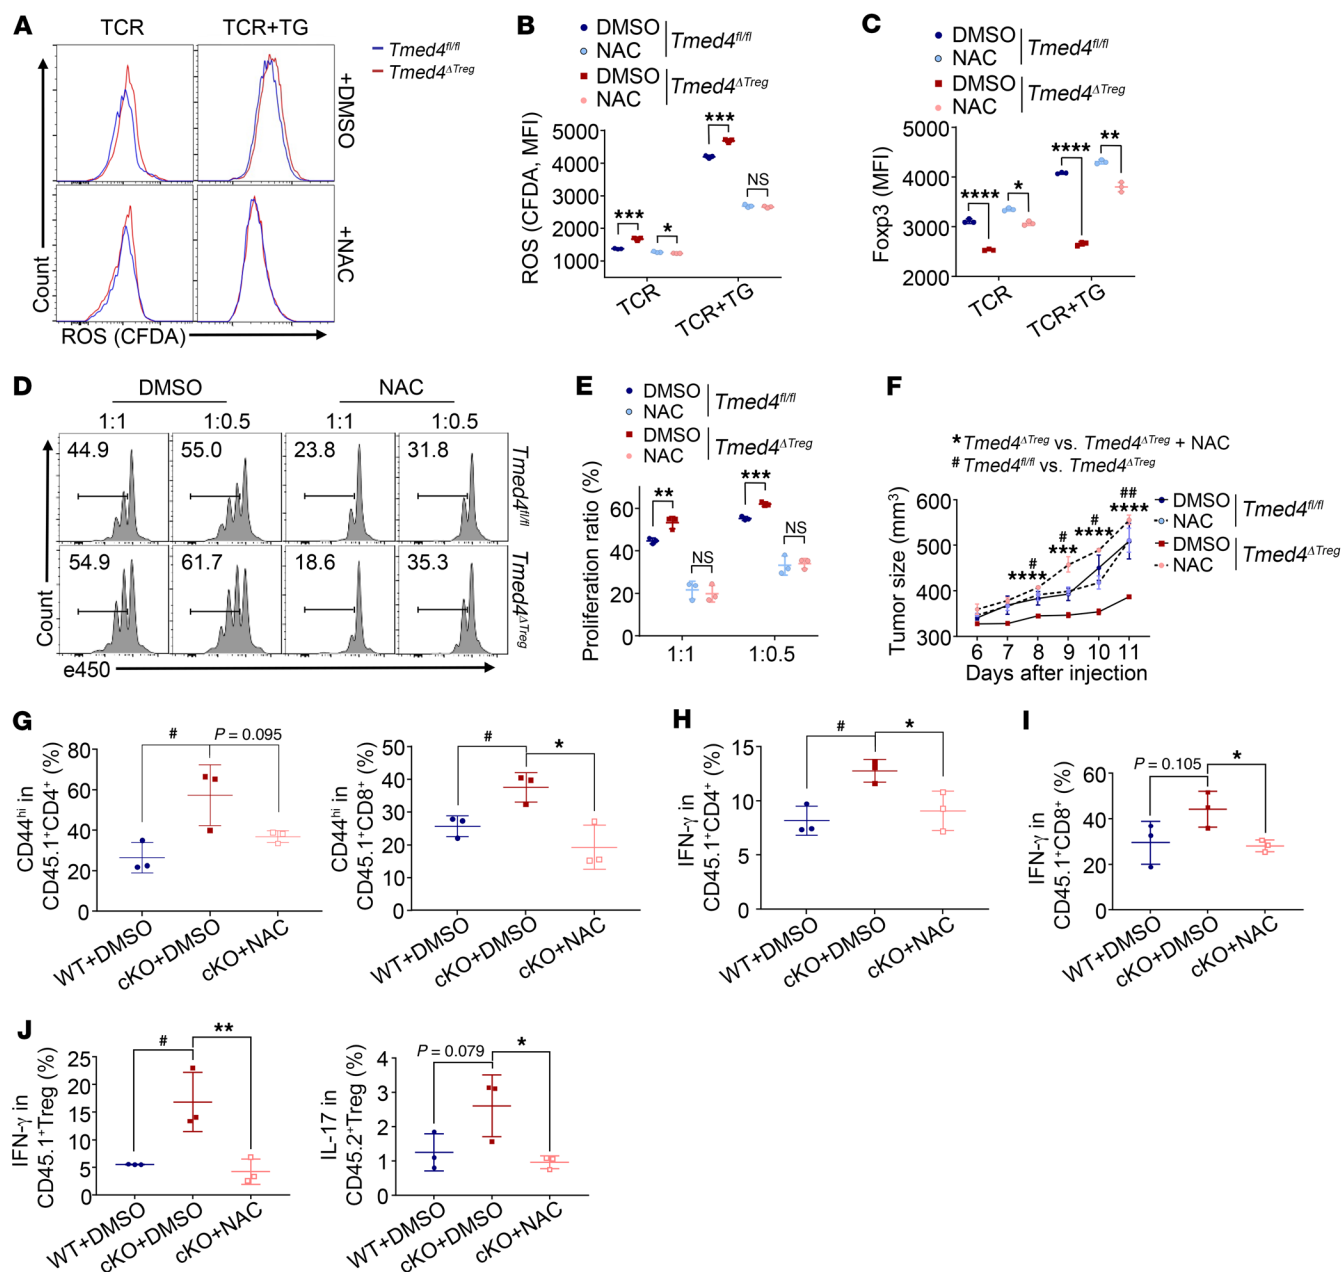 A
TCR
TCR+TG
Tmed4fl/fl
Tmed4ΔTreg
+DMSO
+NAC
Count
ROS (CFDA)
B
DMSO
NAC
Tmed4fl/fl
DMSO
NAC
Tmed4ΔTreg
ROS (CFDA, MFI)
5000
4000
3000
2000
1000
***
*
***
NS
TCR
TCR+TG
C
DMSO
NAC
Tmed4fl/fl
DMSO
NAC
Tmed4ΔTreg
Foxp3 (MFI)
5000
4000
3000
2000
****
*
****
**
TCR
TCR+TG
D
DMSO
NAC
1:1
1:0.5
1:1
1:0.5
44.9
55.0
23.8
31.8
Tmed4fl/fl
54.9
61.7
18.6
35.3
Tmed4ΔTreg
Count
e450
E
DMSO
NAC
Tmed4fl/fl
DMSO
NAC
Tmed4ΔTreg
Proliferation ratio (%)
60
40
20
0
**
NS
***
NS
1:1
1:0.5
F
* Tmed4ΔTreg vs. Tmed4ΔTreg + NAC
# Tmed4fl/fl vs. Tmed4ΔTreg
Tumor size (mm3)
600
500
400
300
#
****
#
***
#
****
##
****
DMSO
NAC
Tmed4fl/fl
DMSO
NAC
Tmed4ΔTreg
6 7 8 9 10 11
Days after injection
G
CD44hi in
CD45.1+CD4+ (%)
80
60
40
20
0
#
P = 0.095
WT+DMSO
cKO+DMSO
cKO+NAC
CD44hi in
CD45.1+CD8+ (%)
50
40
30
20
10
0
#
*
WT+DMSO
cKO+DMSO
cKO+NAC
H
IFN-γ in
CD45.1+CD4+ (%)
15
10
5
0
#
*
WT+DMSO
cKO+DMSO
cKO+NAC
I
IFN-γ in
CD45.1+CD8+ (%)
60
40
20
0
P = 0.105
*
WT+DMSO
cKO+DMSO
cKO+NAC
J
IFN-γ in
CD45.1+Treg (%)
25
20
15
10
5
0
#
**
WT+DMSO
cKO+DMSO
cKO+NAC
IL-17 in
CD45.2+Treg (%)
4
3
2
1
0
P = 0.079
*
WT+DMSO
cKO+DMSO
cKO+NAC